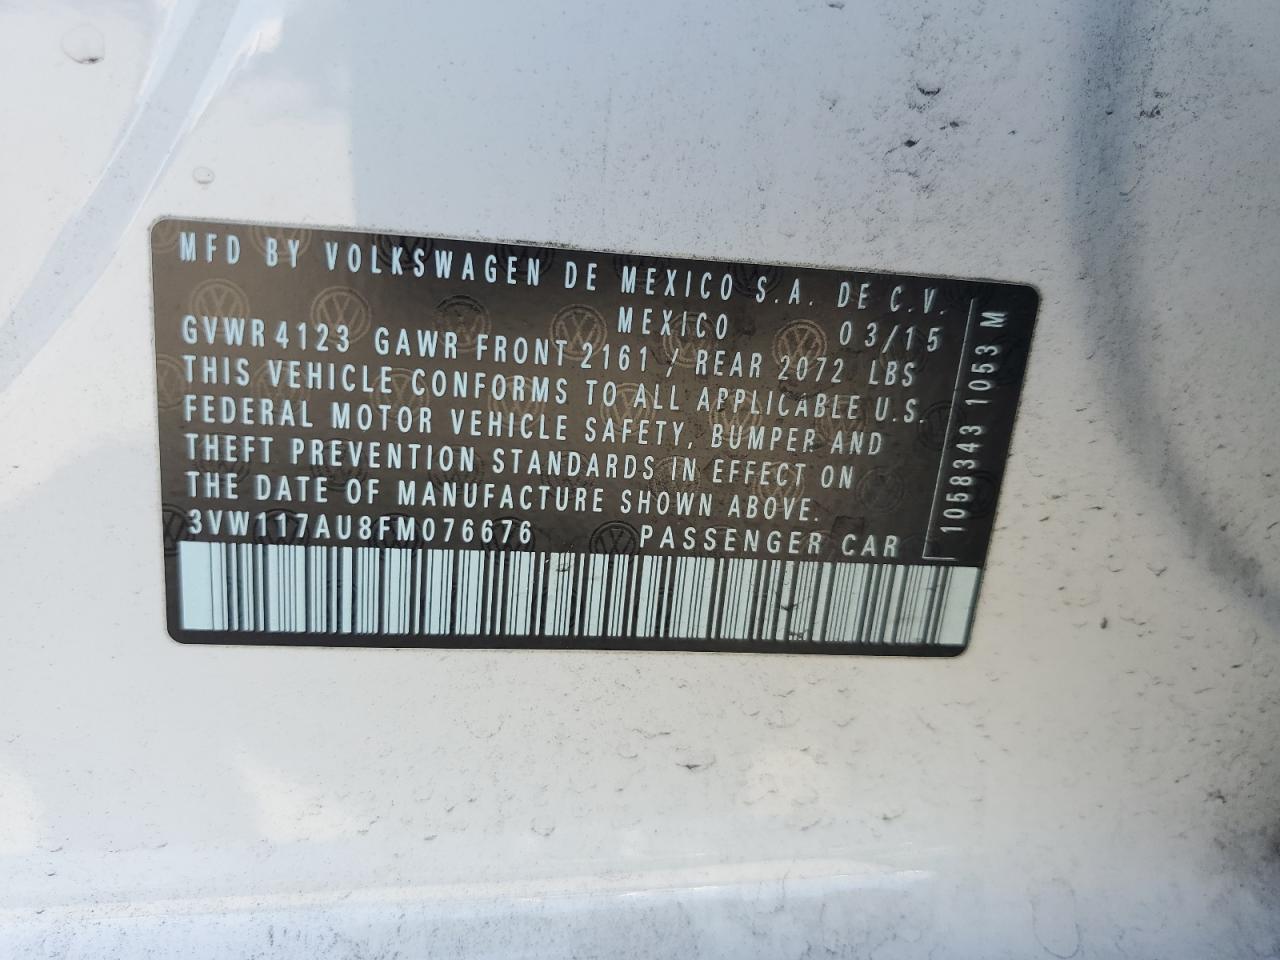 MFD BY VOLKSWAGEN DE MEXICO S.A. DE C.V.
MEXICO 03/15
GVWR 4123 GAWR FRONT 2161 / REAR 2072 LBS
THIS VEHICLE CONFORMS TO ALL APPLICABLE U.S.
FEDERAL MOTOR VEHICLE SAFETY, BUMPER AND
THEFT PREVENTION STANDARDS IN EFFECT ON
THE DATE OF MANUFACTURE SHOWN ABOVE.
3VW117AU8FM076676 PASSENGER CAR
1058343 1053 M